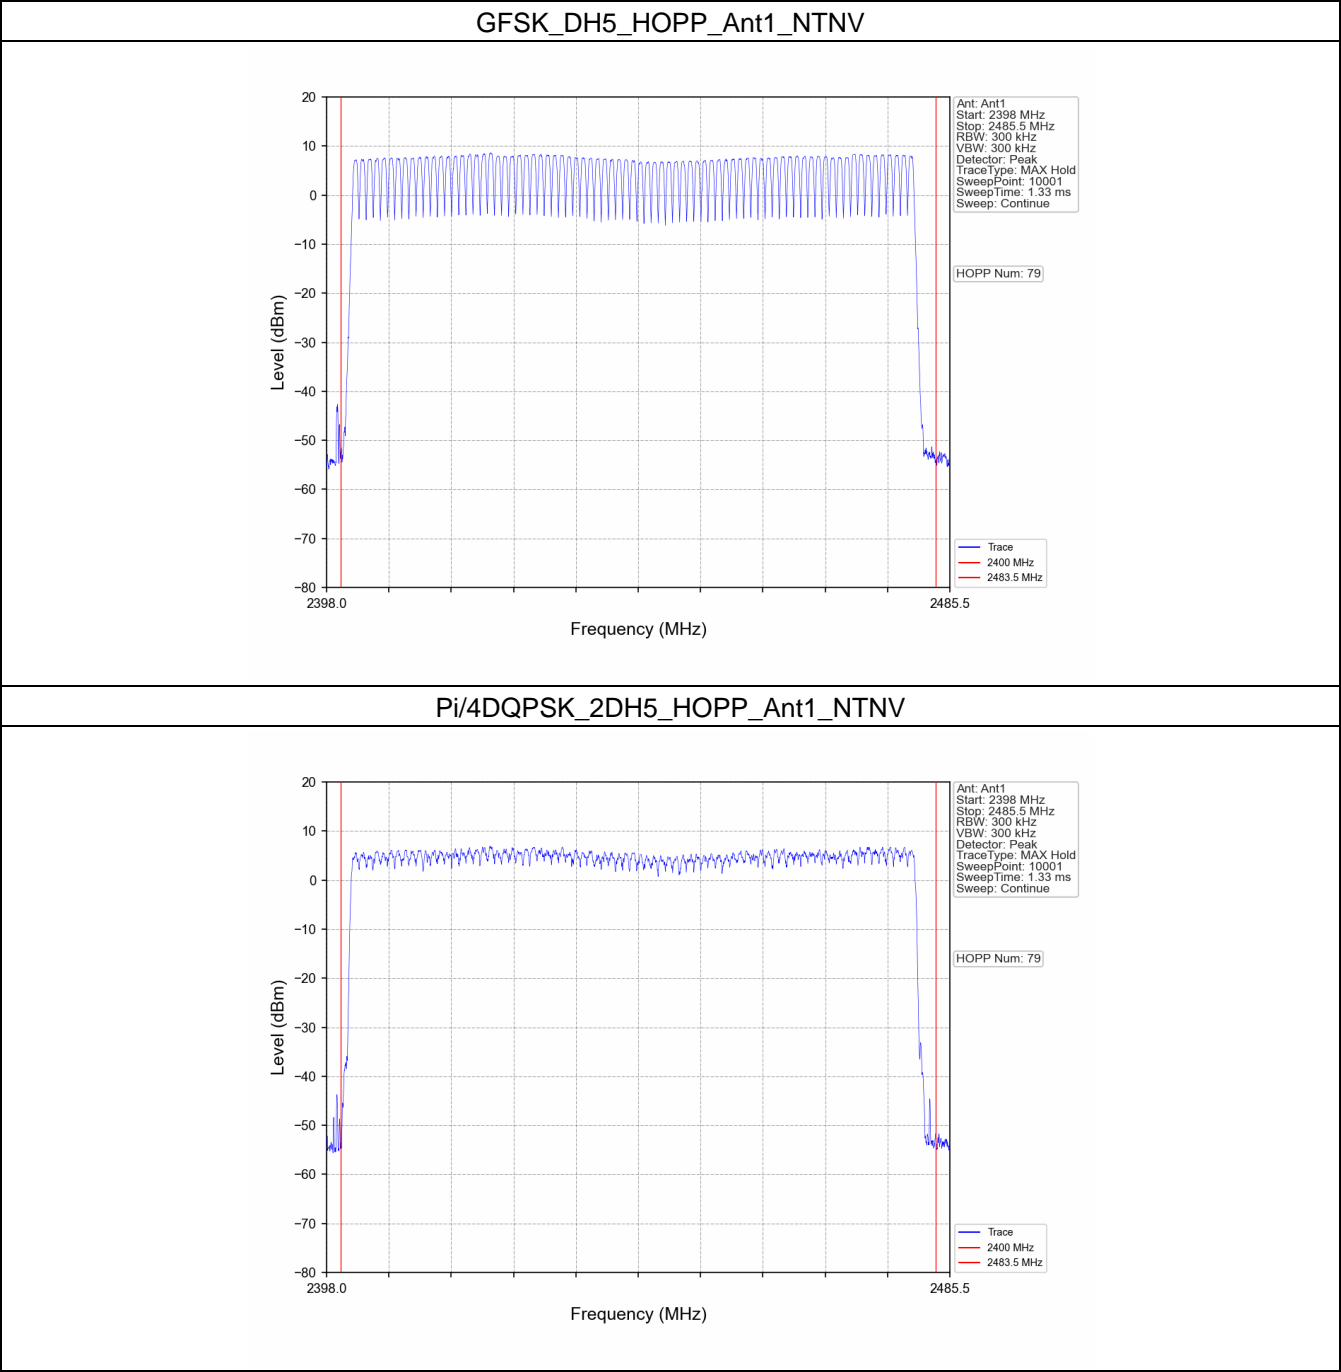 GFSK_DH5_HOPP_Ant1_NTNV
20
10
0
−10
−20
−30
−40
−50
−60
−70
−80
Level (dBm)
2398.0
2485.5
Frequency (MHz)
Ant: Ant1
Start: 2398 MHz
Stop: 2485.5 MHz
RBW: 300 kHz
VBW: 300 kHz
Detector: Peak
TraceType: MAX Hold
SweepPoint: 10001
SweepTime: 1.33 ms
Sweep: Continue
HOPP Num: 79
Trace
2400 MHz
2483.5 MHz
Pi/4DQPSK_2DH5_HOPP_Ant1_NTNV
20
10
0
−10
−20
−30
−40
−50
−60
−70
−80
Level (dBm)
2398.0
2485.5
Frequency (MHz)
Ant: Ant1
Start: 2398 MHz
Stop: 2485.5 MHz
RBW: 300 kHz
VBW: 300 kHz
Detector: Peak
TraceType: MAX Hold
SweepPoint: 10001
SweepTime: 1.33 ms
Sweep: Continue
HOPP Num: 79
Trace
2400 MHz
2483.5 MHz